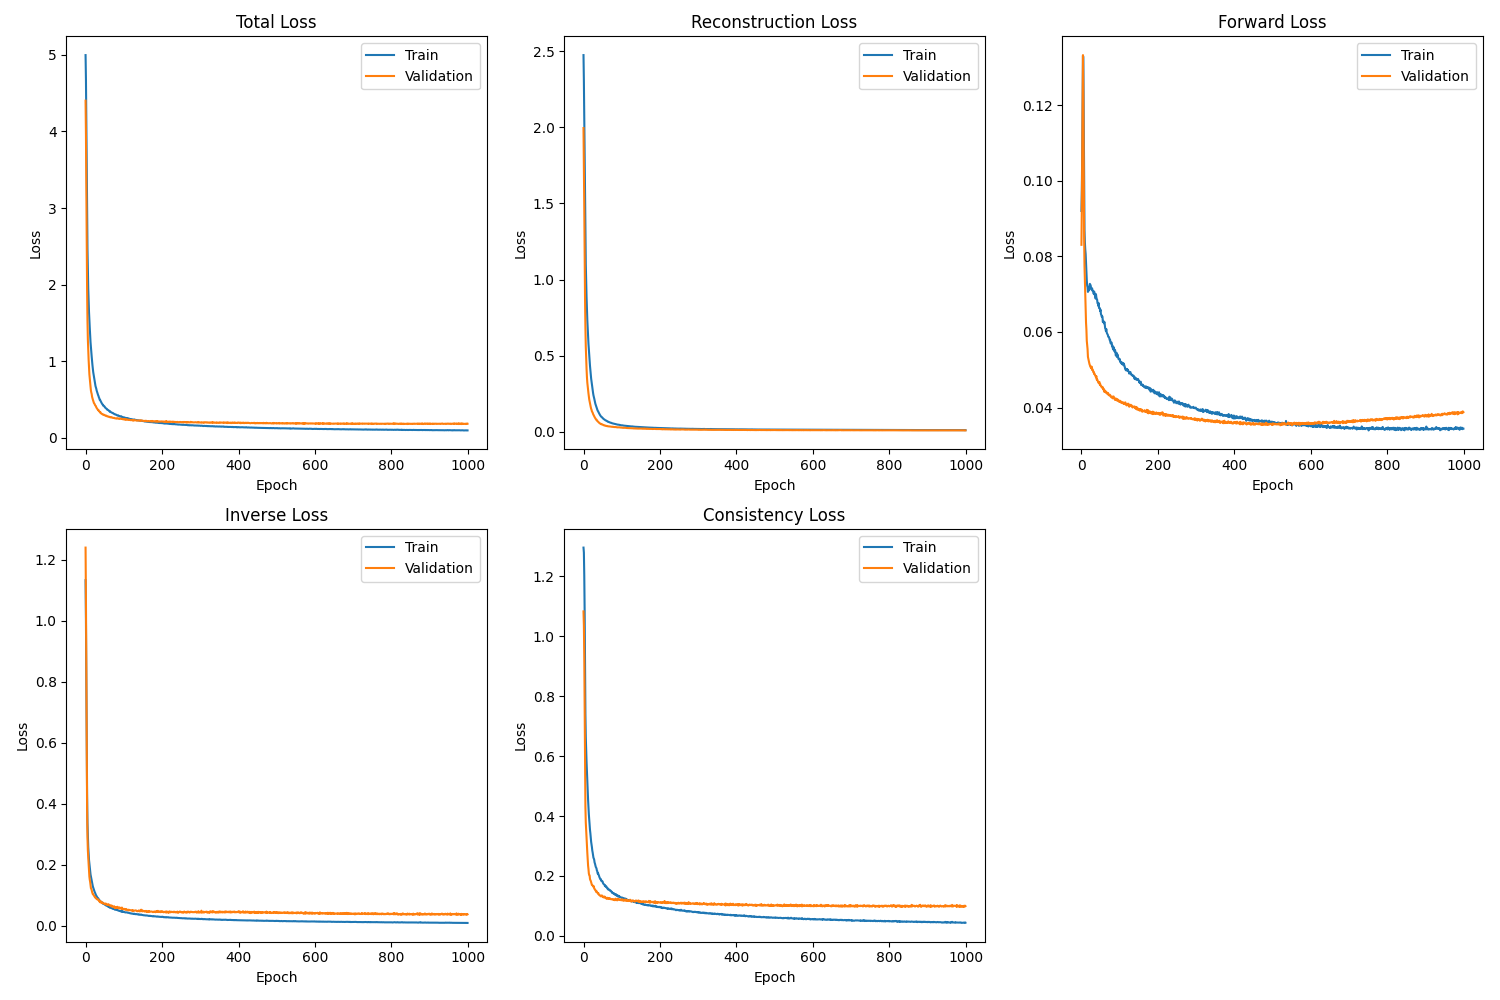 Total Loss
Loss
5
4
3
2
1
0
Train
Validation
0 200 400 600 800 1000
Epoch
Reconstruction Loss
Loss
2.5
2.0
1.5
1.0
0.5
0.0
Train
Validation
0 200 400 600 800 1000
Epoch
Forward Loss
Loss
0.12
0.10
0.08
0.06
0.04
Train
Validation
0 200 400 600 800 1000
Epoch
Inverse Loss
Loss
1.2
1.0
0.8
0.6
0.4
0.2
0.0
Train
Validation
0 200 400 600 800 1000
Epoch
Consistency Loss
Loss
1.2
1.0
0.8
0.6
0.4
0.2
0.0
Train
Validation
0 200 400 600 800 1000
Epoch